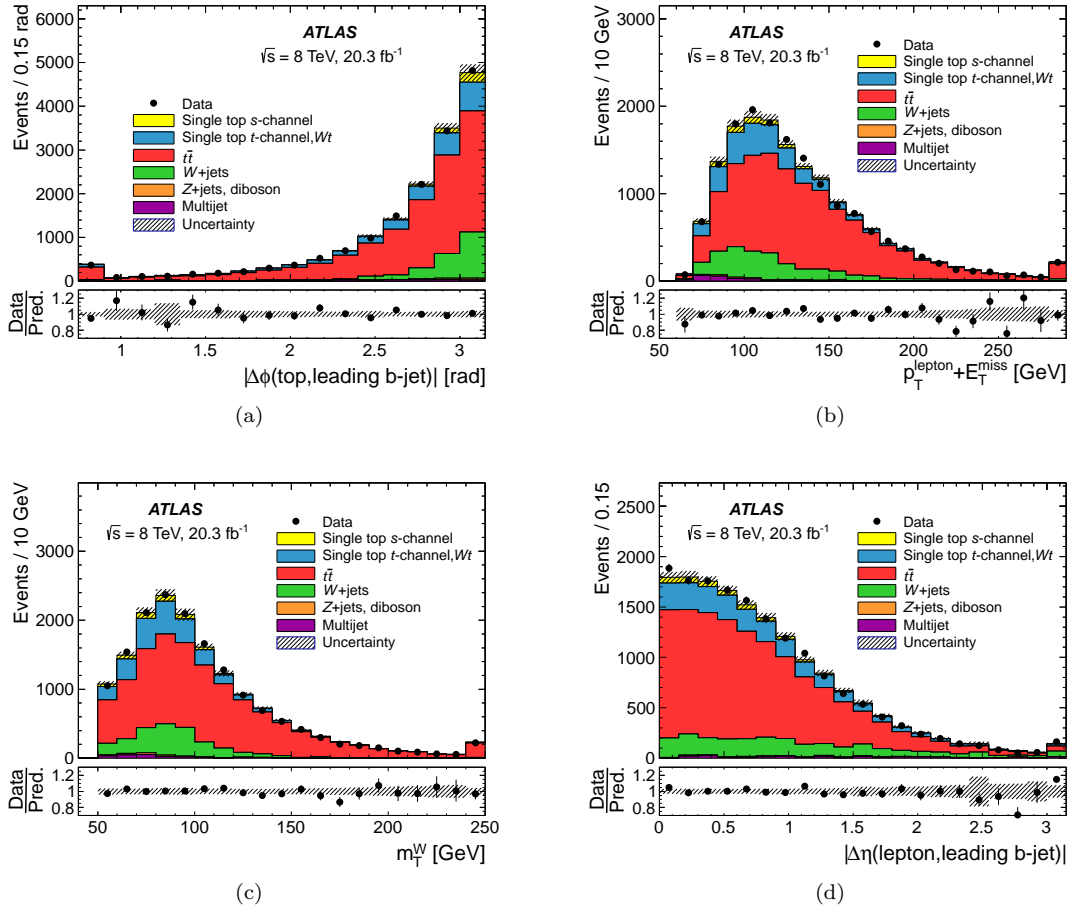 Events / 0.15 rad
6000
5000
4000
3000
2000
1000
0
ATLAS
√s = 8 TeV, 20.3 fb⁻¹
Data
Single top s-channel
Single top t-channel,Wt
tt̄
W+jets
Z+jets, diboson
Multijet
Uncertainty
Data
Pred.
1.2
1
0.8
1 1.5 2 2.5 3
|Δϕ(top,leading b-jet)| [rad]
(a)
Events / 10 GeV
3000
2000
1000
0
ATLAS
√s = 8 TeV, 20.3 fb⁻¹
Data
Single top s-channel
Single top t-channel,Wt
tt̄
W+jets
Z+jets, diboson
Multijet
Uncertainty
Data
Pred.
1.2
1
0.8
50 100 150 200 250
p_T^lepton+E_T^miss [GeV]
(b)
Events / 10 GeV
3000
2000
1000
0
ATLAS
√s = 8 TeV, 20.3 fb⁻¹
Data
Single top s-channel
Single top t-channel,Wt
tt̄
W+jets
Z+jets, diboson
Multijet
Uncertainty
Data
Pred.
1.2
1
0.8
50 100 150 200 250
m_T^W [GeV]
(c)
Events / 0.15
2500
2000
1500
1000
500
0
ATLAS
√s = 8 TeV, 20.3 fb⁻¹
Data
Single top s-channel
Single top t-channel,Wt
tt̄
W+jets
Z+jets, diboson
Multijet
Uncertainty
Data
Pred.
1.2
1
0.8
0 0.5 1 1.5 2 2.5 3
|Δη(lepton,leading b-jet)|
(d)